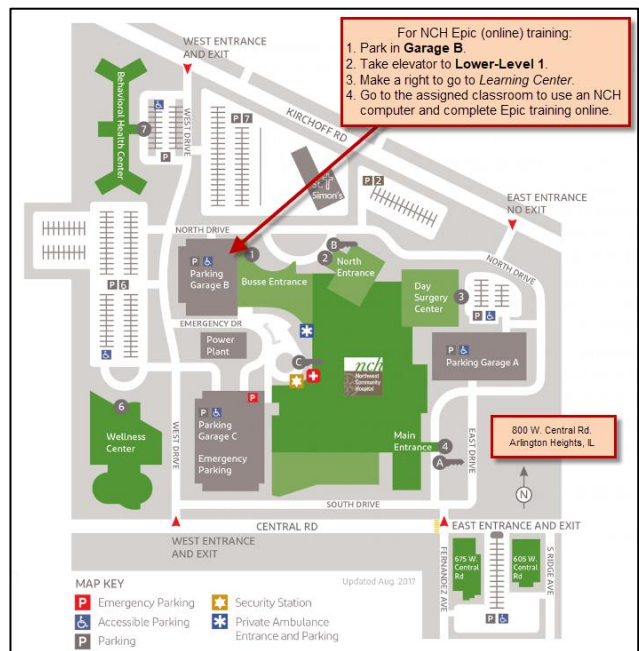 For NCH Epic (online) training:
1. Park in Garage B.
2. Take elevator to Lower-Level 1.
3. Make a right to go to Learning Center.
4. Go to the assigned classroom to use an NCH
computer and complete Epic training online.
WEST ENTRANCE
AND EXIT
Behavioral Health Center
7
P
WEST DRIVE
P 7
KIRCHOFF RD
St.
Simon's
P 2
EAST ENTRANCE
NO EXIT
NORTH DRIVE
NORTH DRIVE
P
Parking
Garage B
1
Busse Entrance
B
2
North
Entrance
Day
Surgery
Center
3
P
P 6
EMERGENCY DR
Power
Plant
C
nch
Northwest
Community
Hospital
P
Parking Garage A
P
P
Parking
Garage C
Emergency
Parking
6
Wellness
Center
WEST DRIVE
Main
Entrance
4
A
EAST DRIVE
800 W. Central Rd.
Arlington Heights, IL
N
SOUTH DRIVE
CENTRAL RD
WEST ENTRANCE
AND EXIT
EAST ENTRANCE AND EXIT
FERNANDEZ AVE
675 W.
Central
Rd
605 W.
Central
Rd
S RIDGE AVE
P
MAP KEY
Updated Aug. 2017
P Emergency Parking
Accessible Parking
P Parking
Security Station
Private Ambulance
Entrance and Parking